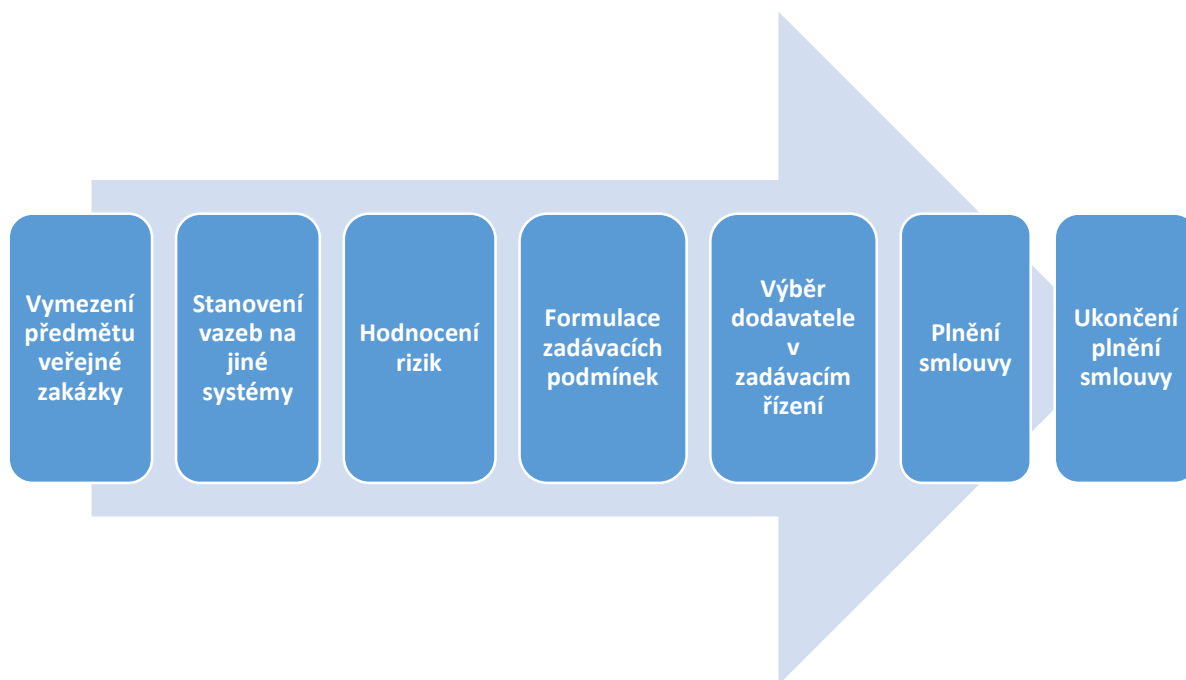 Vymezení
předmětu
veřejné
zakázky
Stanovení
vazeb na
jiné
systémy
Hodnocení
rizik
Formulace
zadávacích
podmínek
Výběr
dodavatele
v
zadávacím
řízení
Plnění
smlouvy
Ukončení
plnění
smlouvy